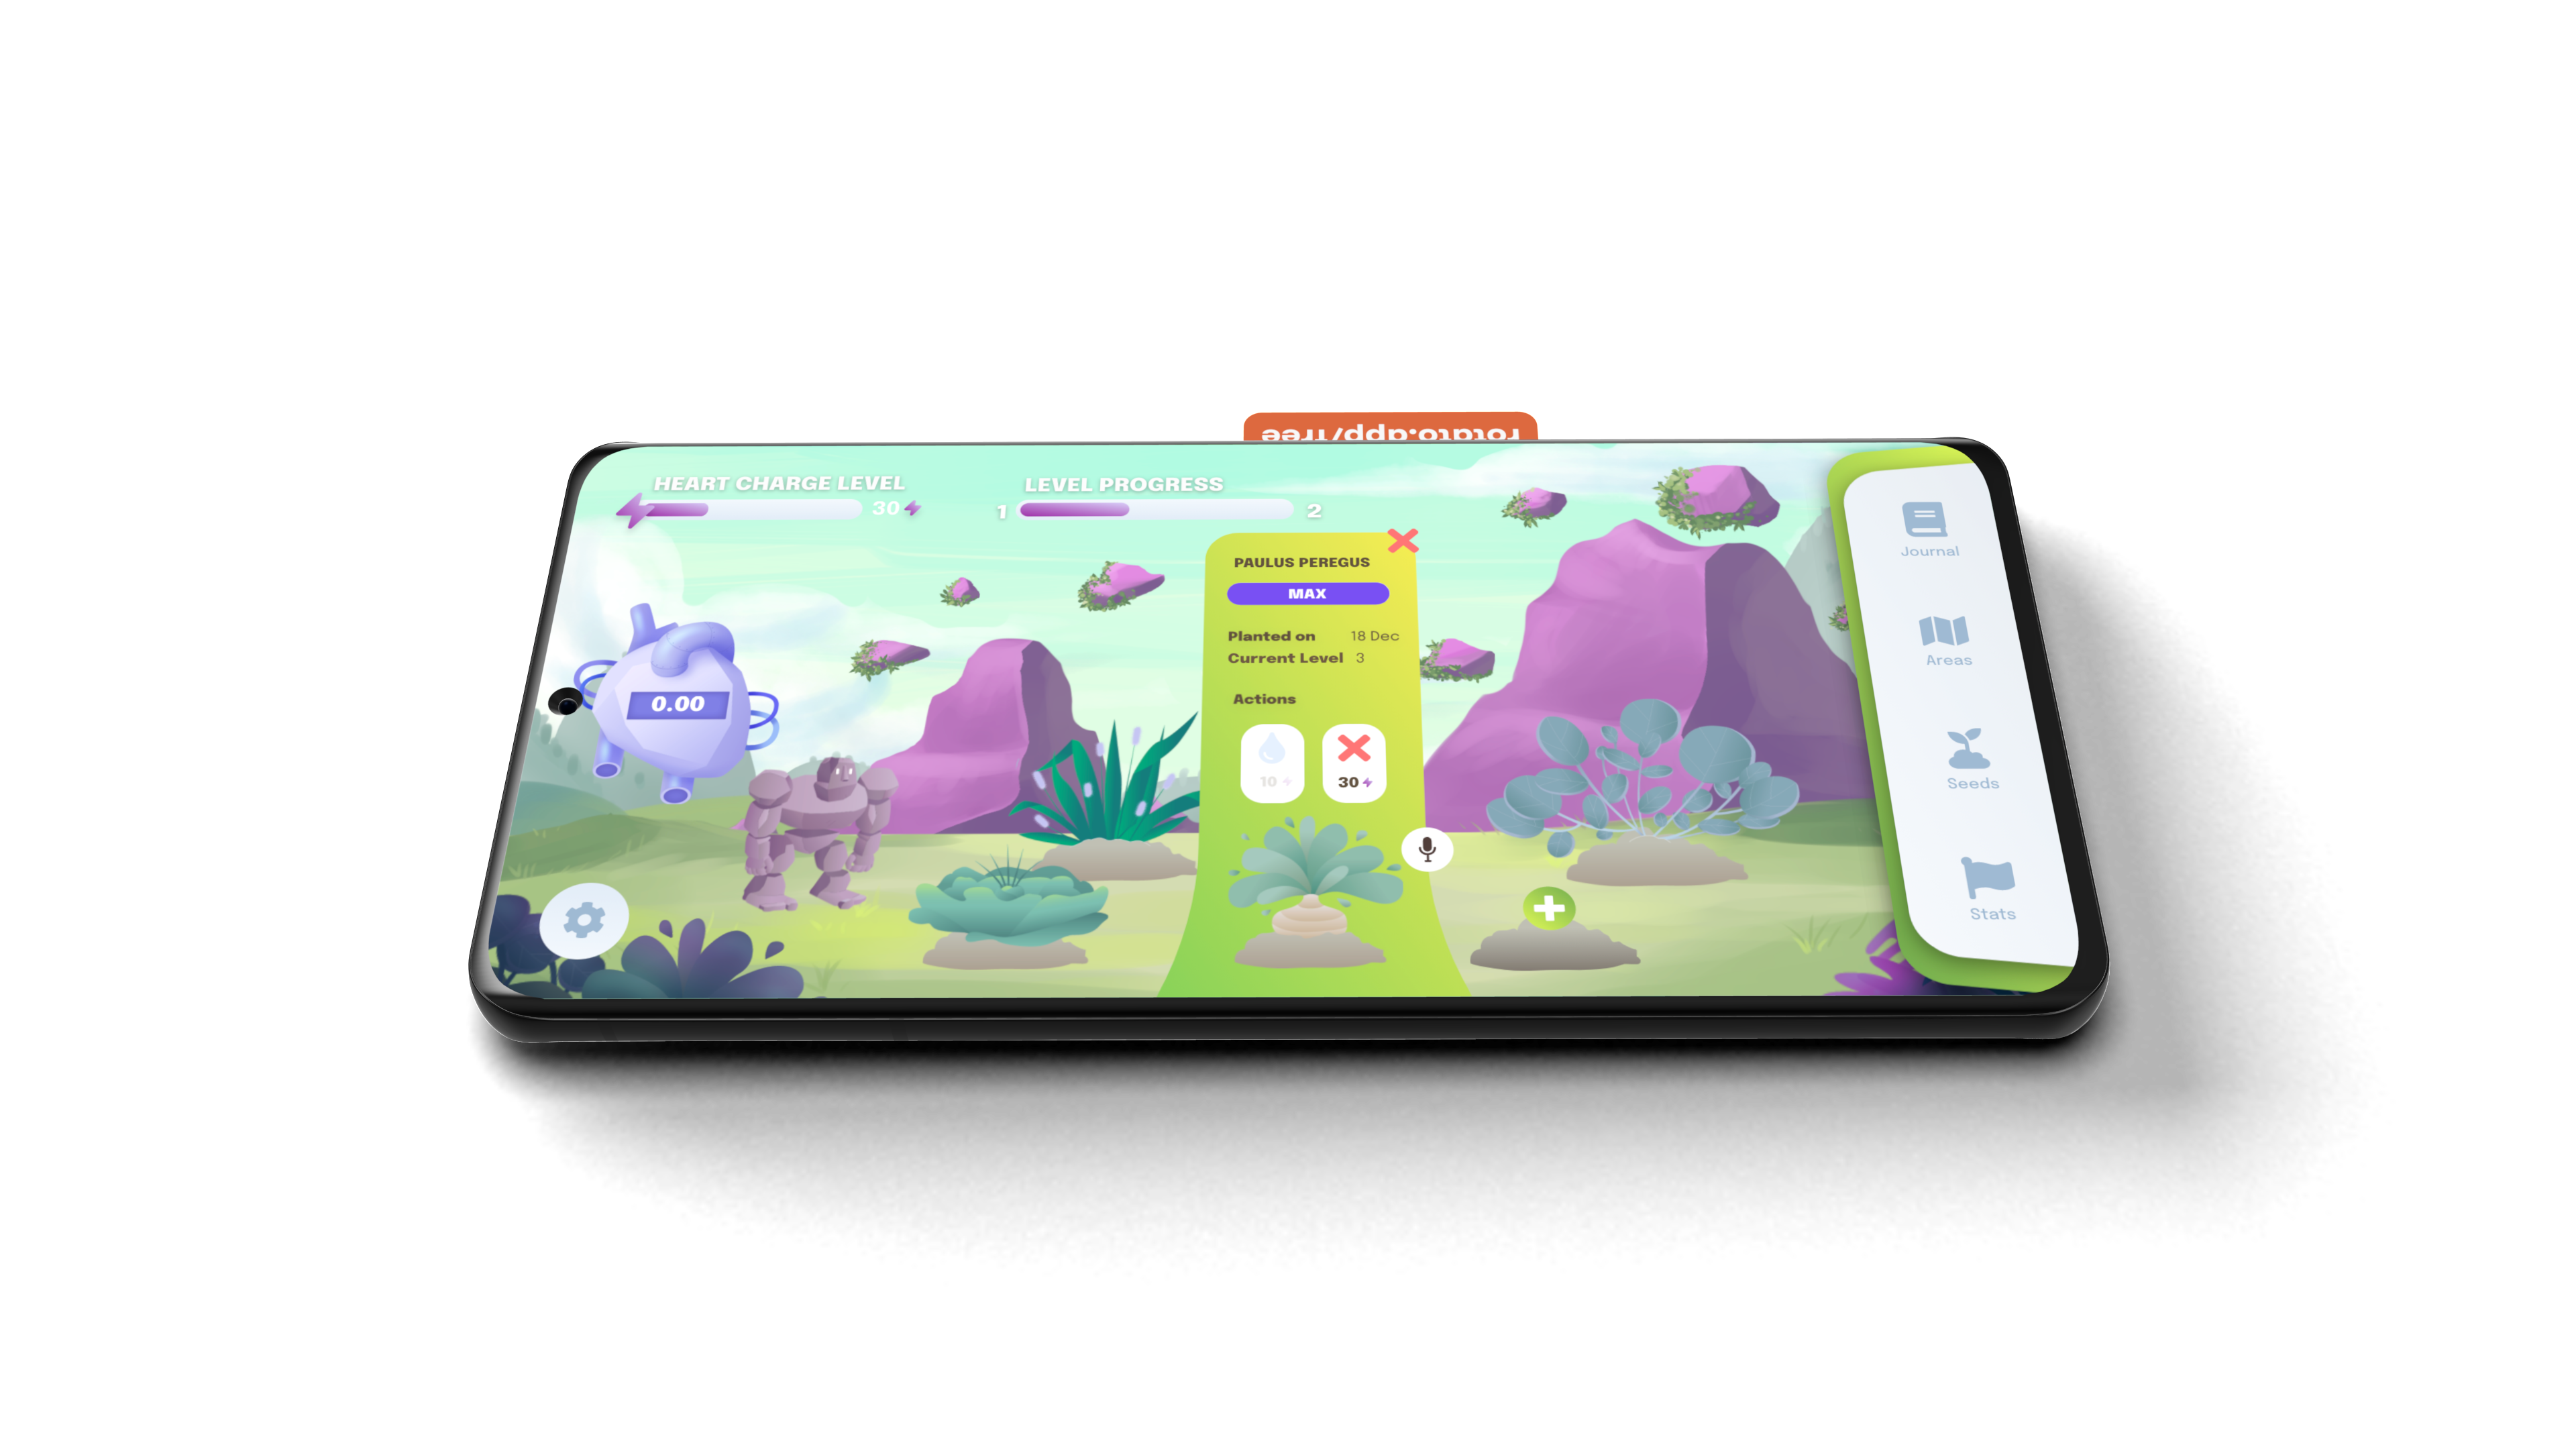 rotato.app/tree
HEART CHARGE LEVEL
30
LEVEL PROGRESS
1
2
PAULUS PEREGUS
MAX
Planted on 18 Dec
Current Level 3
Actions
10
30
0.00
Journal
Areas
Seeds
Stats